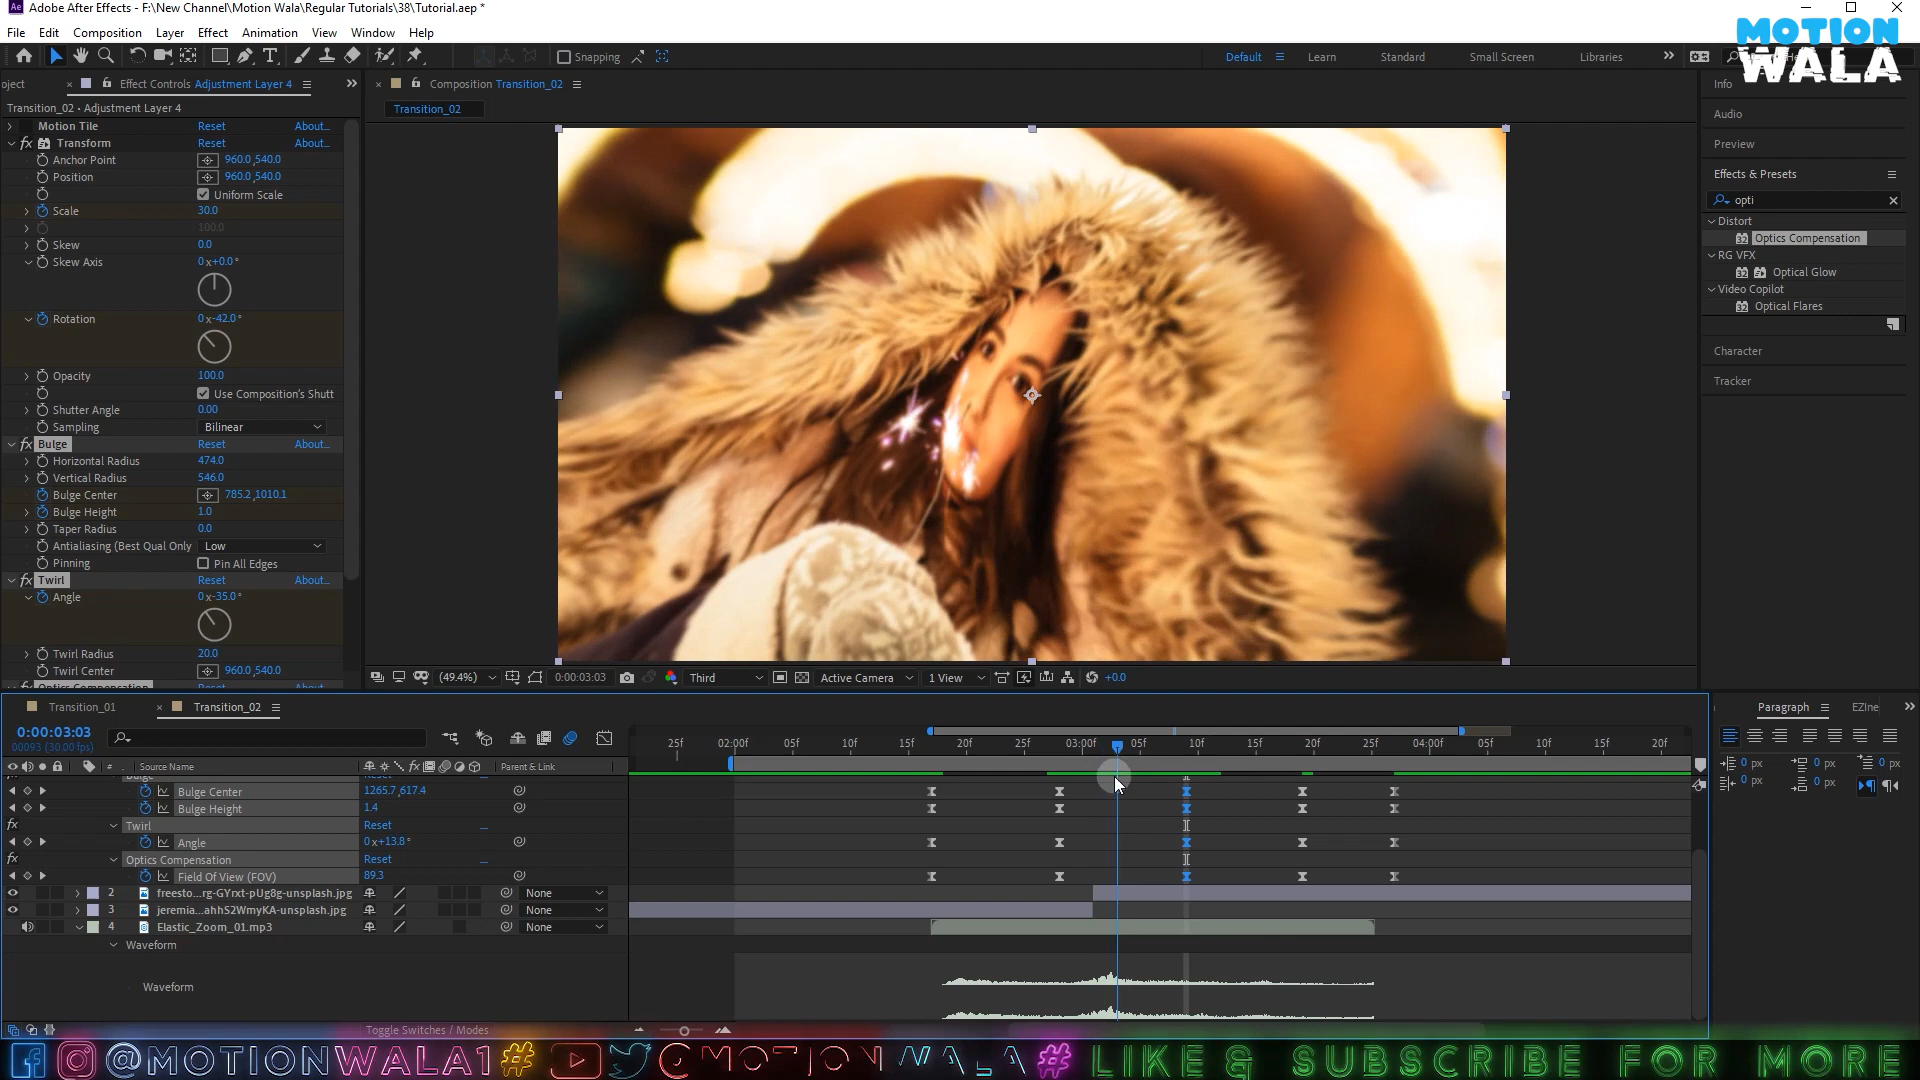 Ae Adobe After Effects - F:\New Channel\Motion Wala\Regular Tutorials\38\Tutorial.aep *
File Edit Composition Layer Effect Animation View Window Help
MOTION
WALA
Snapping
Default Learn Standard Small Screen Libraries
oject Effect Controls Adjustment Layer 4
Composition Transition_02
Info
Transition_02 • Adjustment Layer 4
Transition_02
Audio
Motion Tile Reset About...
fx Transform Reset About...
Preview
Anchor Point 960.0,540.0
Position 960.0,540.0
Effects & Presets
Uniform Scale
opti
Scale 30.0
Distort
100.0
Optics Compensation
Skew 0.0
RG VFX
Skew Axis 0x+0.0°
Optical Glow
Video Copilot
Optical Flares
Rotation 0x-42.0°
Character
Opacity 100.0
Tracker
Use Composition's Shutt
Shutter Angle 0.00
Sampling Bilinear
fx Bulge Reset About...
Horizontal Radius 474.0
Vertical Radius 546.0
Bulge Center 785.2,1010.1
Bulge Height 1.0
Taper Radius 0.0
Antialiasing (Best Qual Only Low
Pinning Pin All Edges
fx Twirl Reset About...
Angle 0x-35.0°
Twirl Radius 20.0
Twirl Center 960.0,540.0
Optics Compensation Reset About...
(49.4%) 0:00:03:03 Third Active Camera 1 View +0.0
Transition_01 Transition_02
Paragraph EZIne
0:00:03:03
00093 (30.00 fps)
25f 02:00f 05f 10f 15f 20f 25f 03:00f 05f 10f 15f 20f 25f 04:00f 05f 10f 15f 20f
0 px 0 px 0 px
0 px 0 px
# Source Name Parent & Link
Bulge Reset
Bulge Center 1265.7,617.4
Bulge Height 1.4
fx Twirl Reset
Angle 0x+13.8°
fx Optics Compensation Reset
Field Of View (FOV) 89.3
2 freesto...rg-GYrxt-pUg8g-unsplash.jpg None
3 jeremia...ahhS2WmyKA-unsplash.jpg None
4 Elastic_Zoom_01.mp3 None
Waveform
Waveform
Toggle Switches / Modes
@MOTIONWALA1# @MOTION WALA# LIKE & SUBSCRIBE FOR MORE